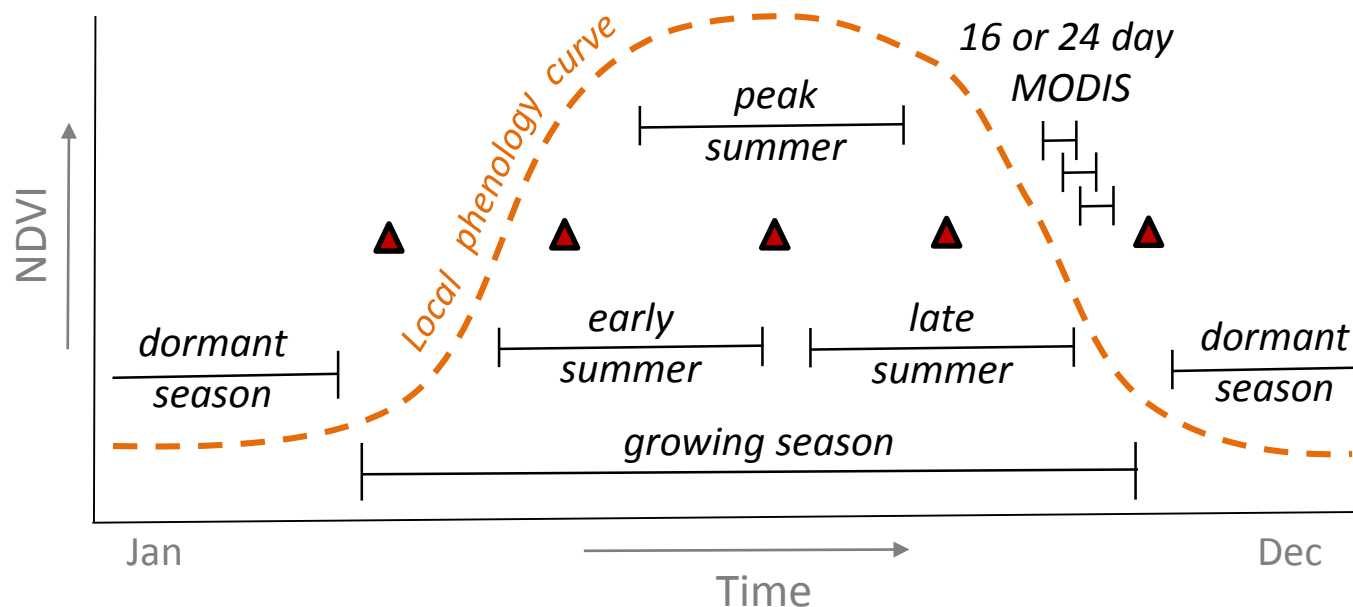 16 or 24 day
MODIS
Local phenology curve
peak
summer
NDVI
early
summer
late
summer
dormant
season
dormant
season
growing season
Jan
Dec
Time